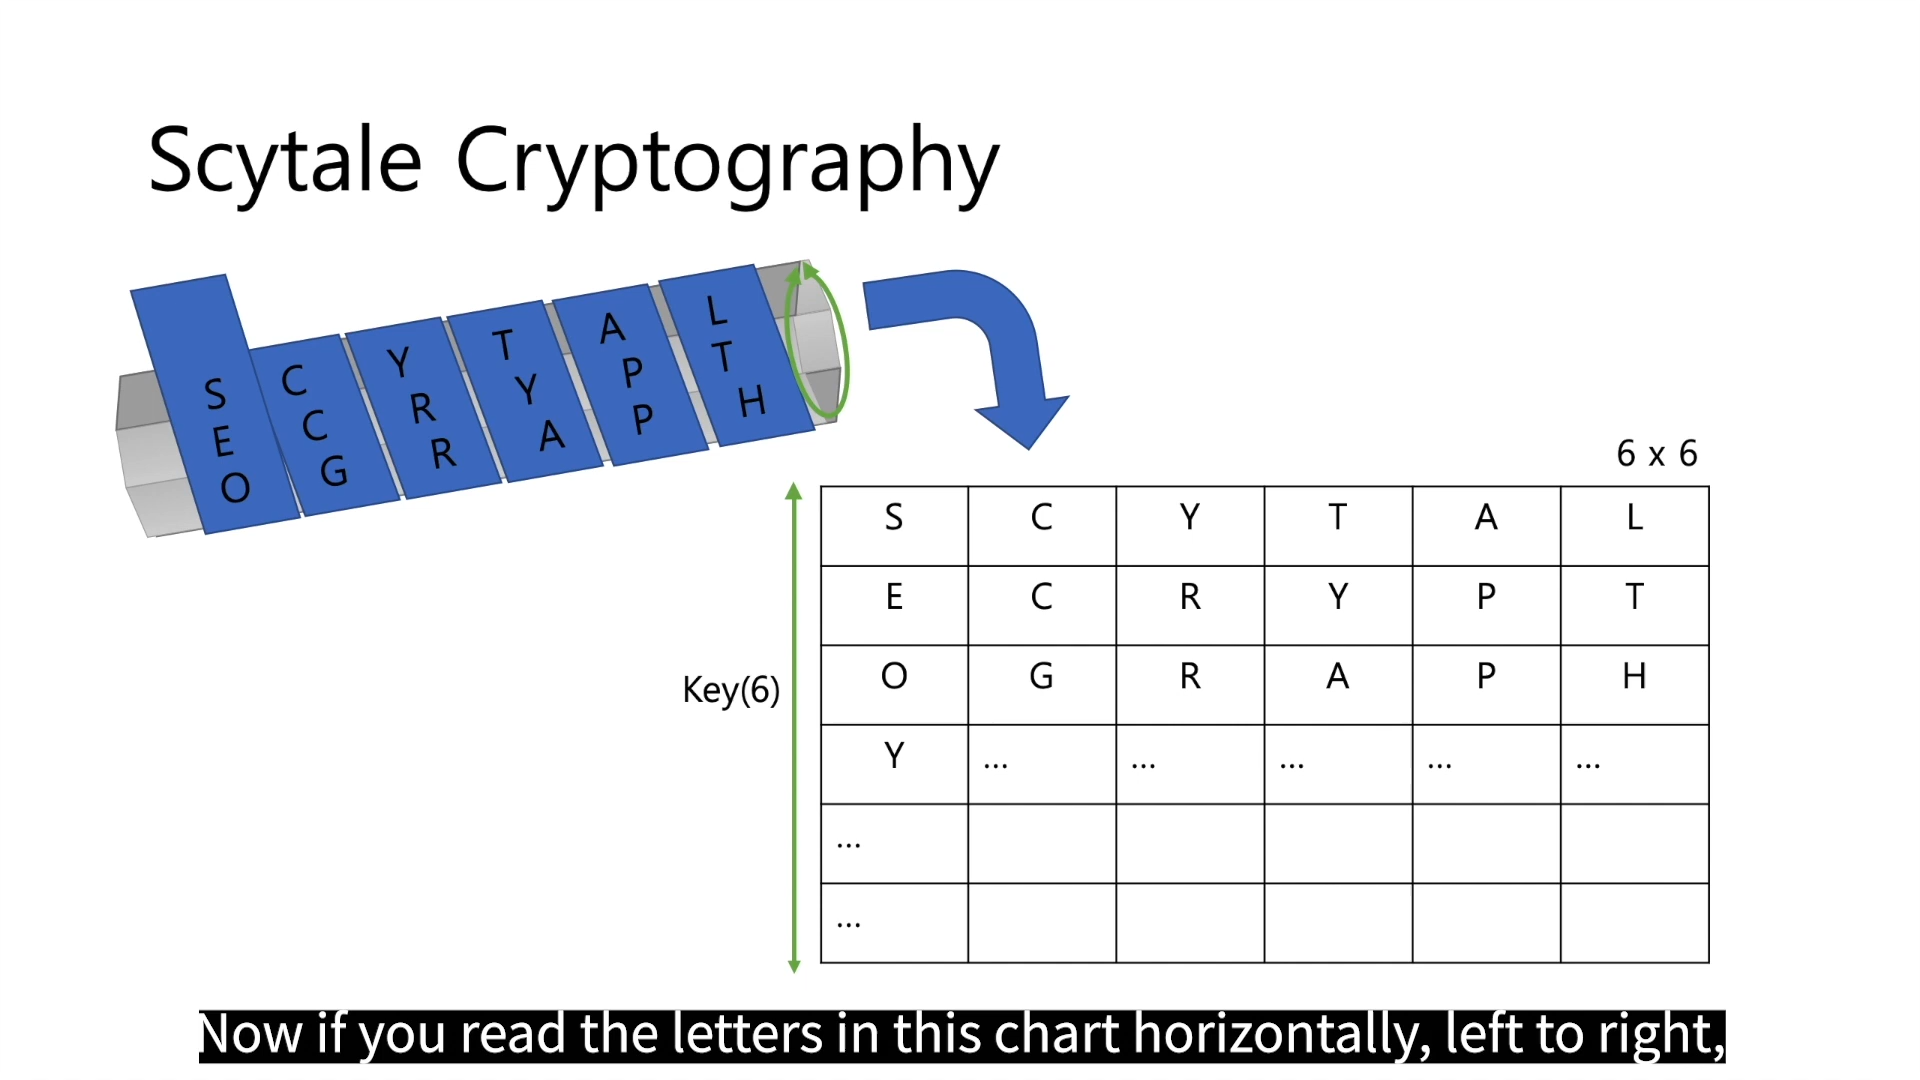 Scytale Cryptography
S C Y T A L
E C R Y P T
O G R A P H
6 x 6
Key(6)
S C Y T A L
E C R Y P T
O G R A P H
Y ... ... ... ... ...
...
...
Now if you read the letters in this chart horizontally, left to right,